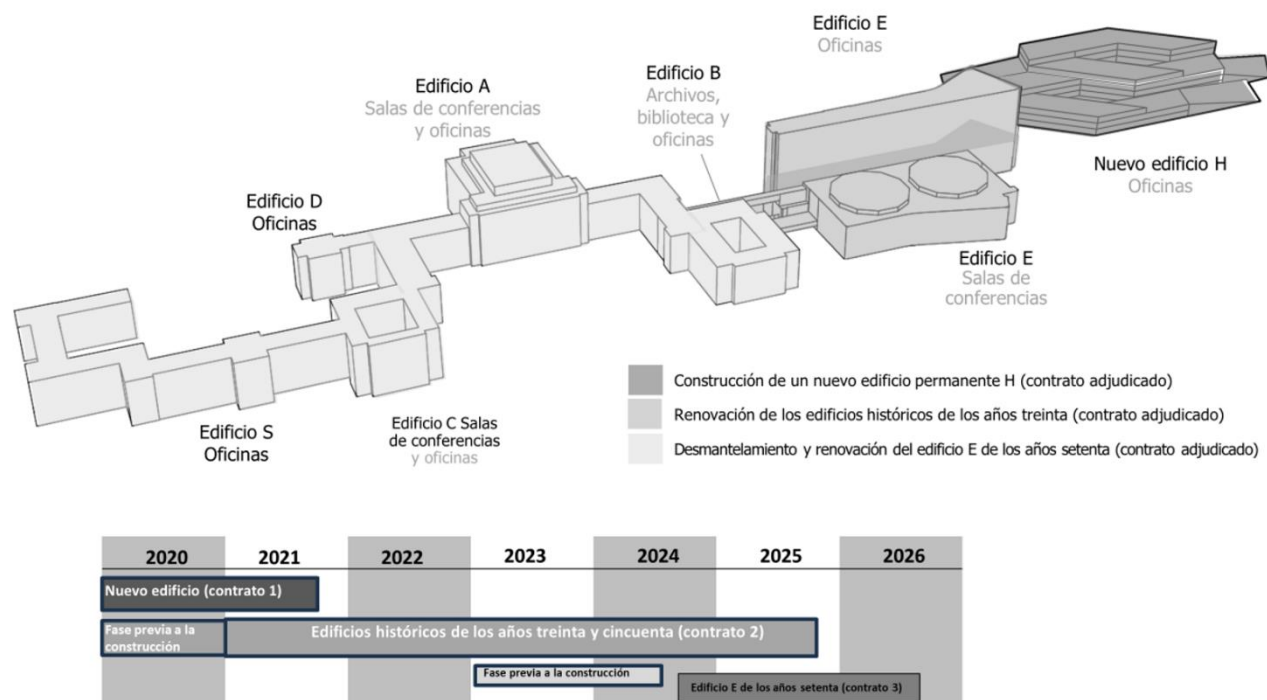 Edificio E
Oficinas
Edificio A
Salas de conferencias
y oficinas
Edificio B
Archivos,
biblioteca y
oficinas
Nuevo edificio H
Oficinas
Edificio D
Oficinas
Edificio E
Salas de
conferencias
Edificio S
Oficinas
Edificio C Salas
de conferencias
y oficinas
Construcción de un nuevo edificio permanente H (contrato adjudicado)
Renovación de los edificios históricos de los años treinta (contrato adjudicado)
Desmantelamiento y renovación del edificio E de los años setenta (contrato adjudicado)
2020 2021 2022 2023 2024 2025 2026
Nuevo edificio (contrato 1)
Fase previa a la
construcción
Edificios históricos de los años treinta y cincuenta (contrato 2)
Fase previa a la construcción
Edificio E de los años setenta (contrato 3)